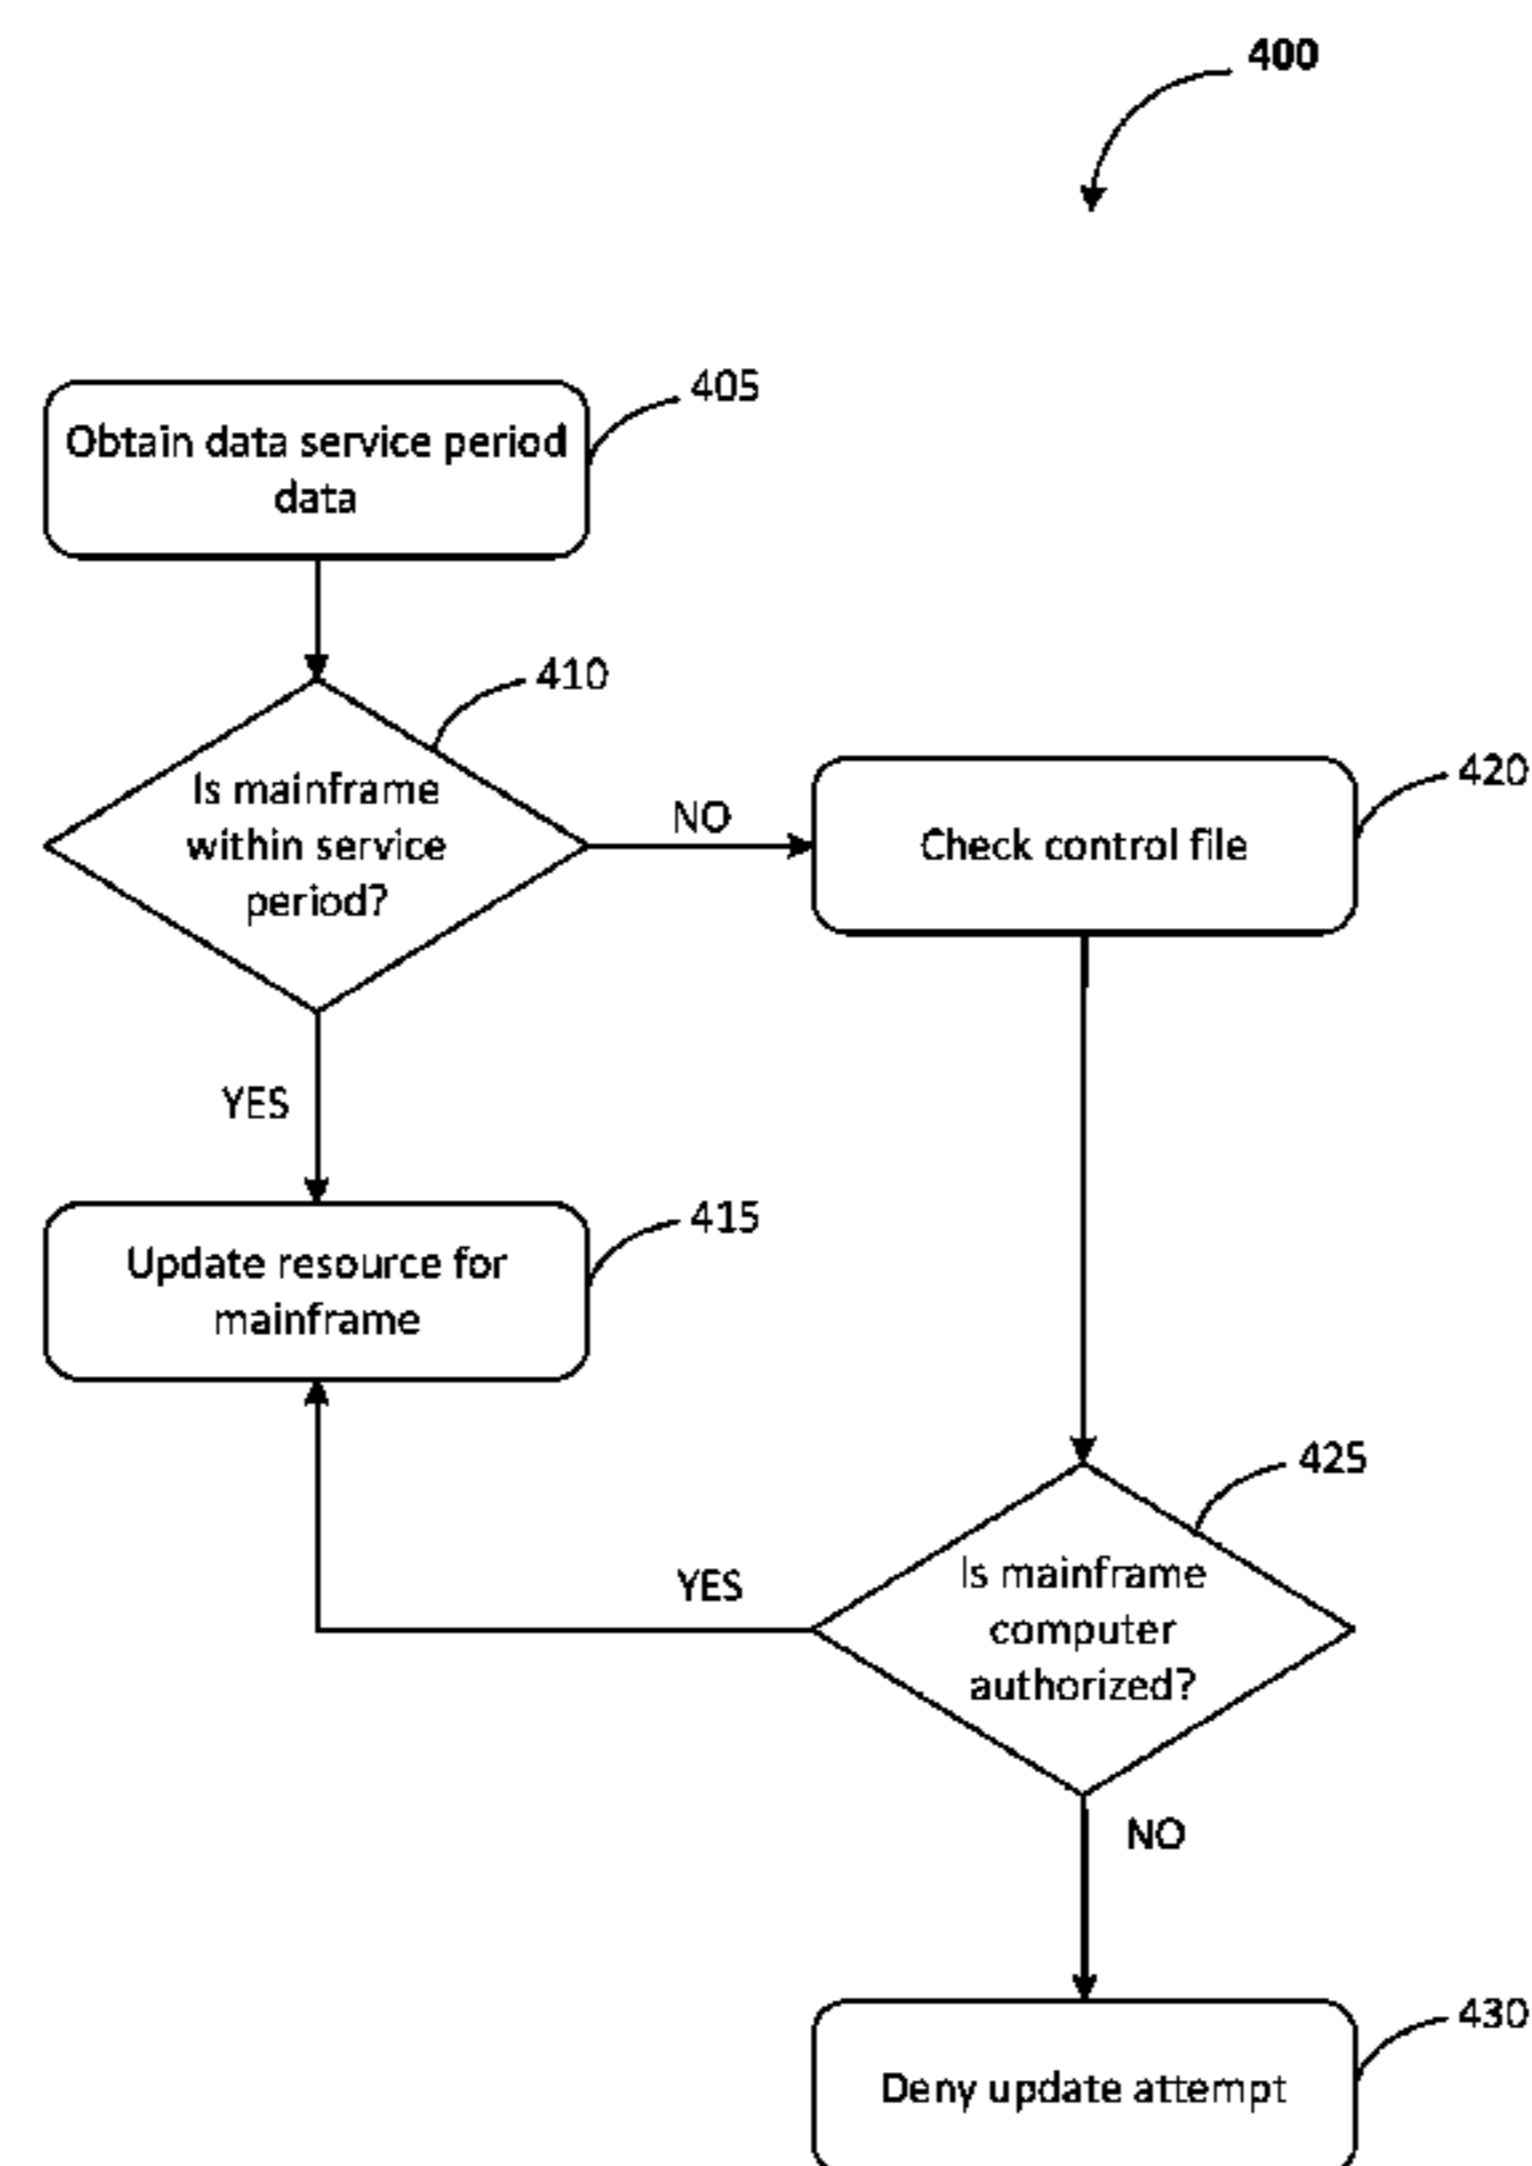 400
405
Obtain data service period
data
410
Is mainframe
within service
period?
NO
420
Check control file
YES
415
Update resource for
mainframe
425
Is mainframe
computer
authorized?
YES
NO
430
Deny update attempt